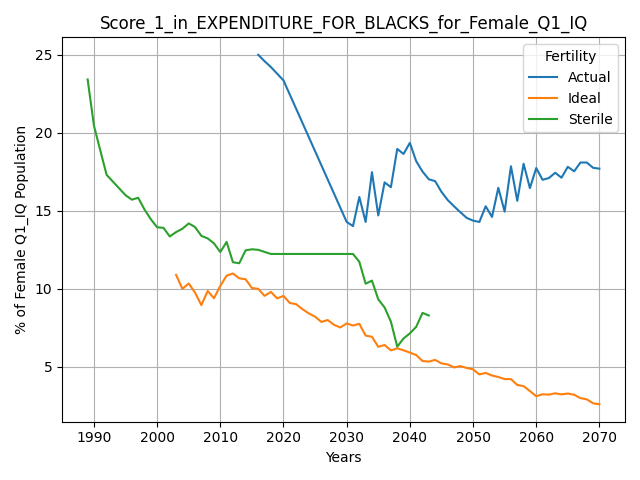 Score_1_in_EXPENDITURE_FOR_BLACKS_for_Female_Q1_IQ
Fertility
Actual
Ideal
Sterile
% of Female Q1_IQ Population
25
20
15
10
5
1990 2000 2010 2020 2030 2040 2050 2060 2070
Years